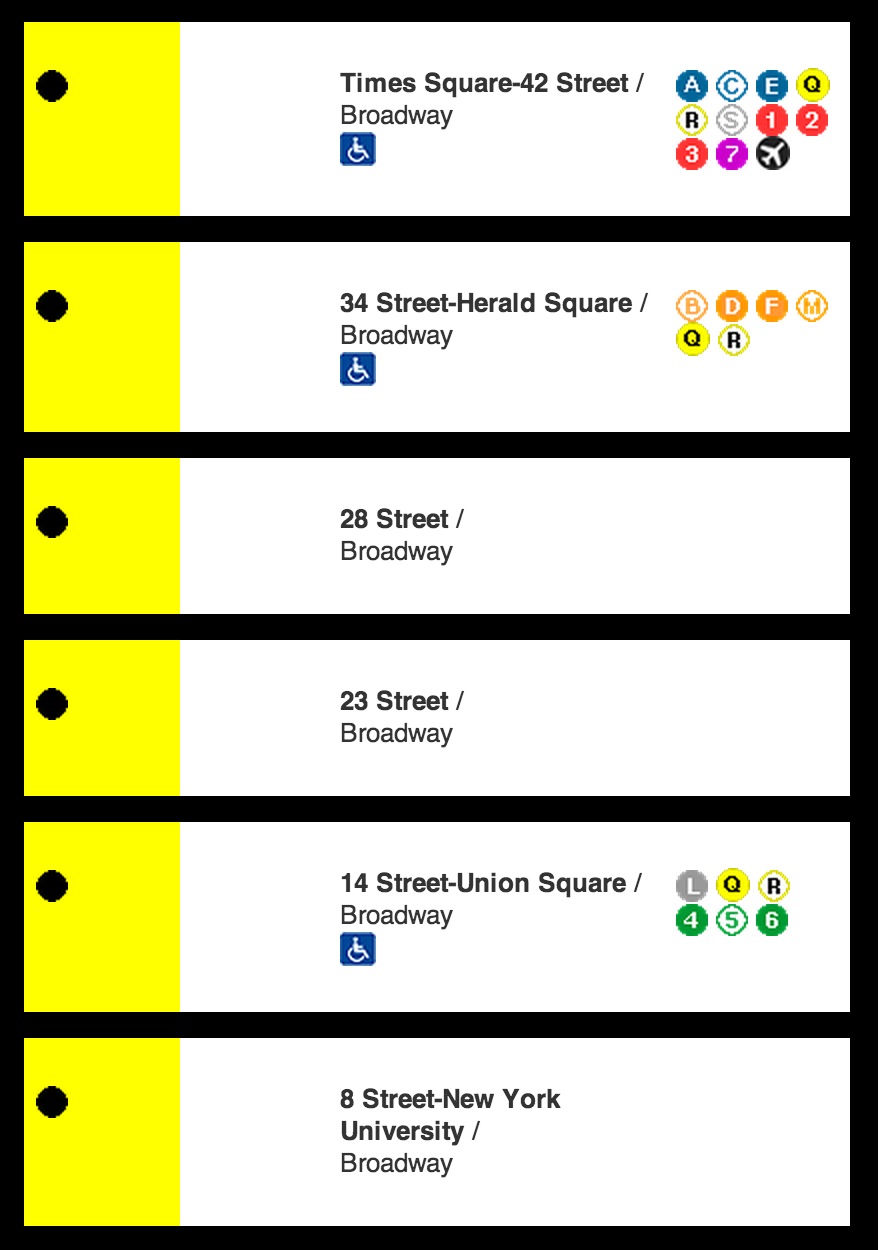 Times Square-42 Street / A C E Q
Broadway R S 1 2
3 7
34 Street-Herald Square / B D F M
Broadway Q R
28 Street /
Broadway
23 Street /
Broadway
14 Street-Union Square / L Q R
Broadway 4 5 6
8 Street-New York
University /
Broadway